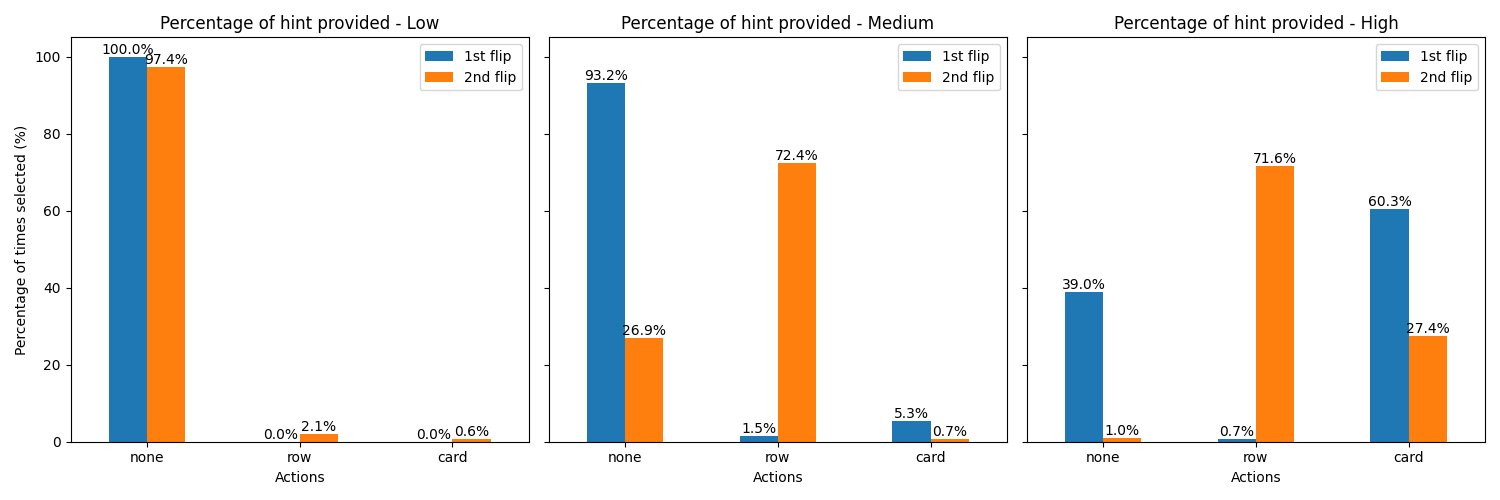 Percentage of hint provided - Low
Percentage of times selected (%)
100
80
60
40
20
0
100.0%
97.4%
0.0%
2.1%
0.0%
0.6%
1st flip
2nd flip
none
row
card
Actions
Percentage of hint provided - Medium
93.2%
26.9%
1.5%
72.4%
5.3%
0.7%
1st flip
2nd flip
none
row
card
Actions
Percentage of hint provided - High
39.0%
1.0%
0.7%
71.6%
60.3%
27.4%
1st flip
2nd flip
none
row
card
Actions